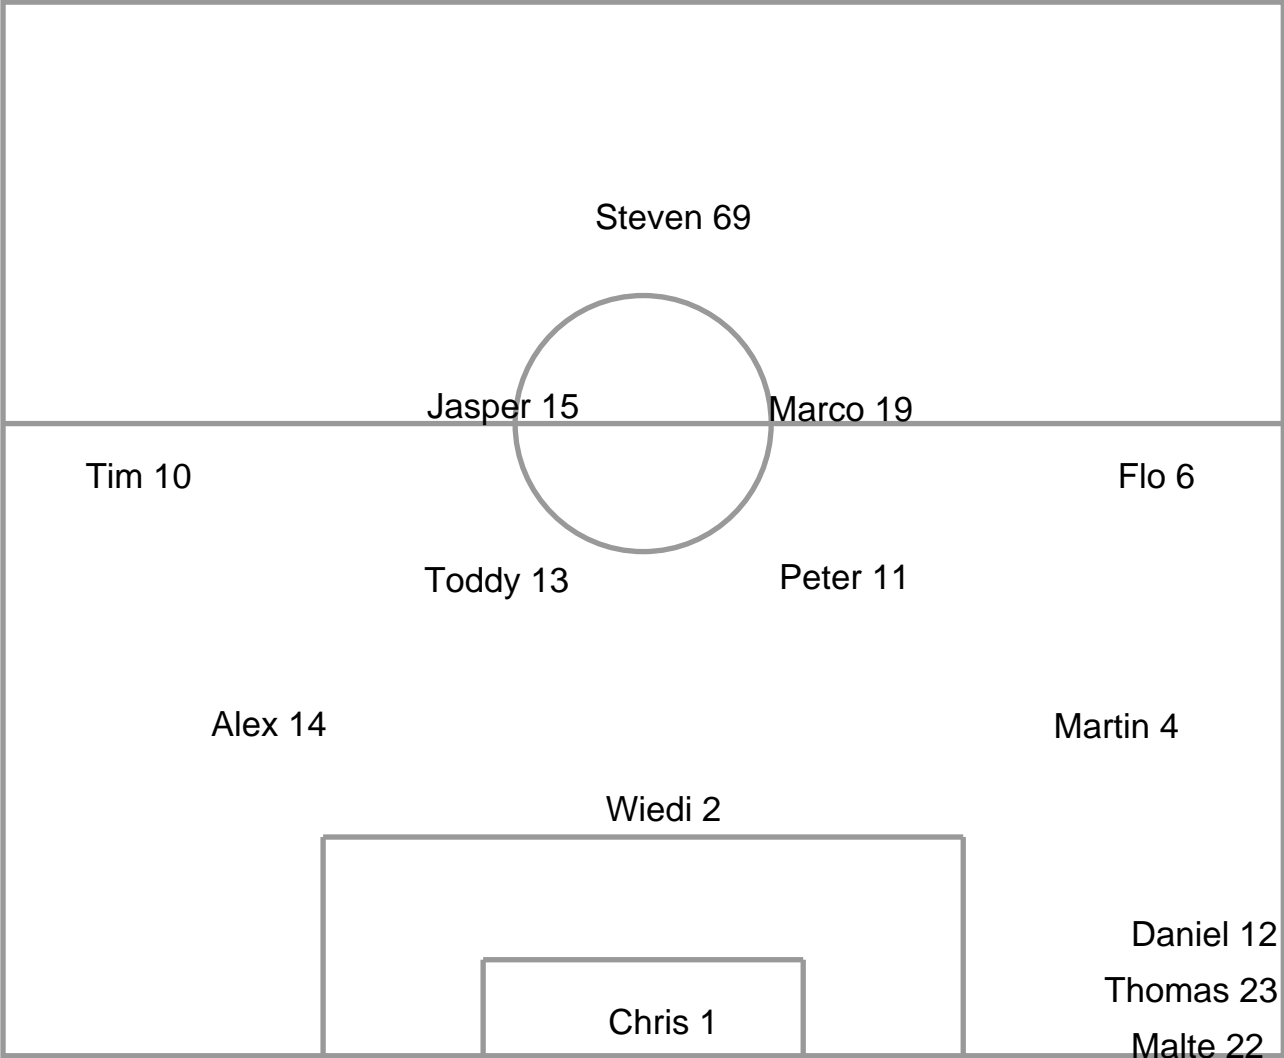 Steven 69
Jasper 15
Marco 19
Tim 10
Flo 6
Toddy 13
Peter 11
Alex 14
Martin 4
Wiedi 2
Daniel 12
Thomas 23
Chris 1
Malte 22